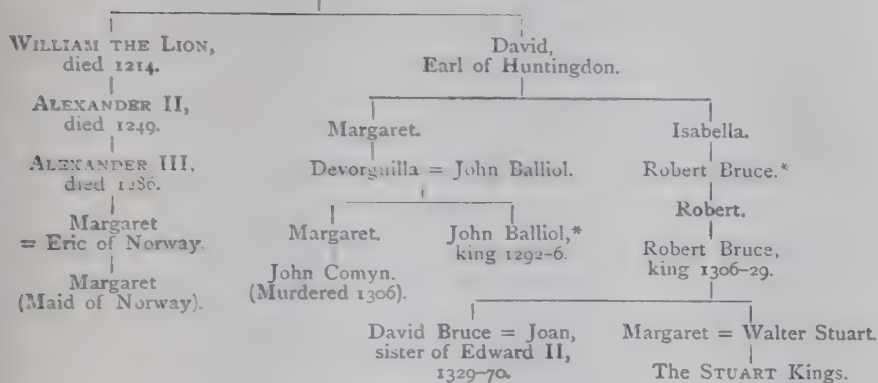 WILLIAM THE LION,
died 1214.
David,
Earl of Huntingdon.
ALEXANDER II,
died 1249.
Margaret.
Isabella.
ALEXANDER III,
died 1286.
Devorguilla = John Balliol.
Robert Bruce.*
Margaret
= Eric of Norway.
Margaret.
John Balliol,*
king 1292-6.
Robert.
Margaret
(Maid of Norway).
John Comyn.
(Murdered 1306).
Robert Bruce,
king 1306-29.
David Bruce = Joan,
sister of Edward II,
1329-70.
Margaret = Walter Stuart.
The STUART Kings.